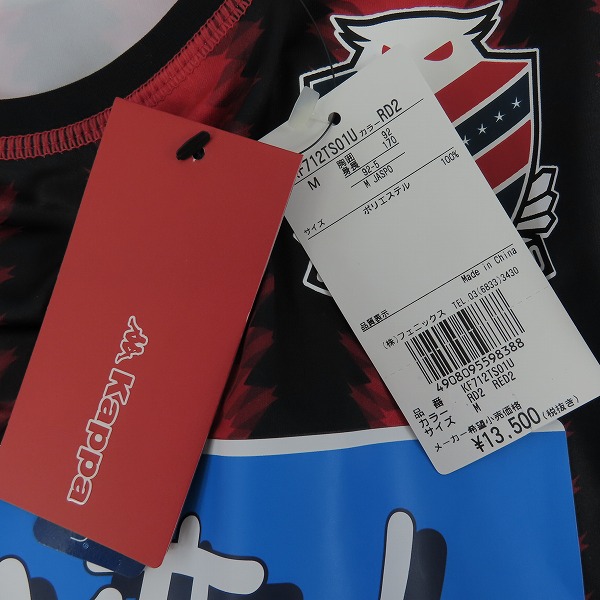 KF712TS01U カラー RD2
M 胸囲 92
身長 170
92-5
M JASPO
サイズ
ポリエステル 100%
Made in China
品質表示
(株)フェニックス TEL 03(6833)3430
4908095598388
品番 KF712TS01U
カラー RD2 RED2
サイズ M
メーカー希望小売価格
¥13,500(税抜き)
Kappa